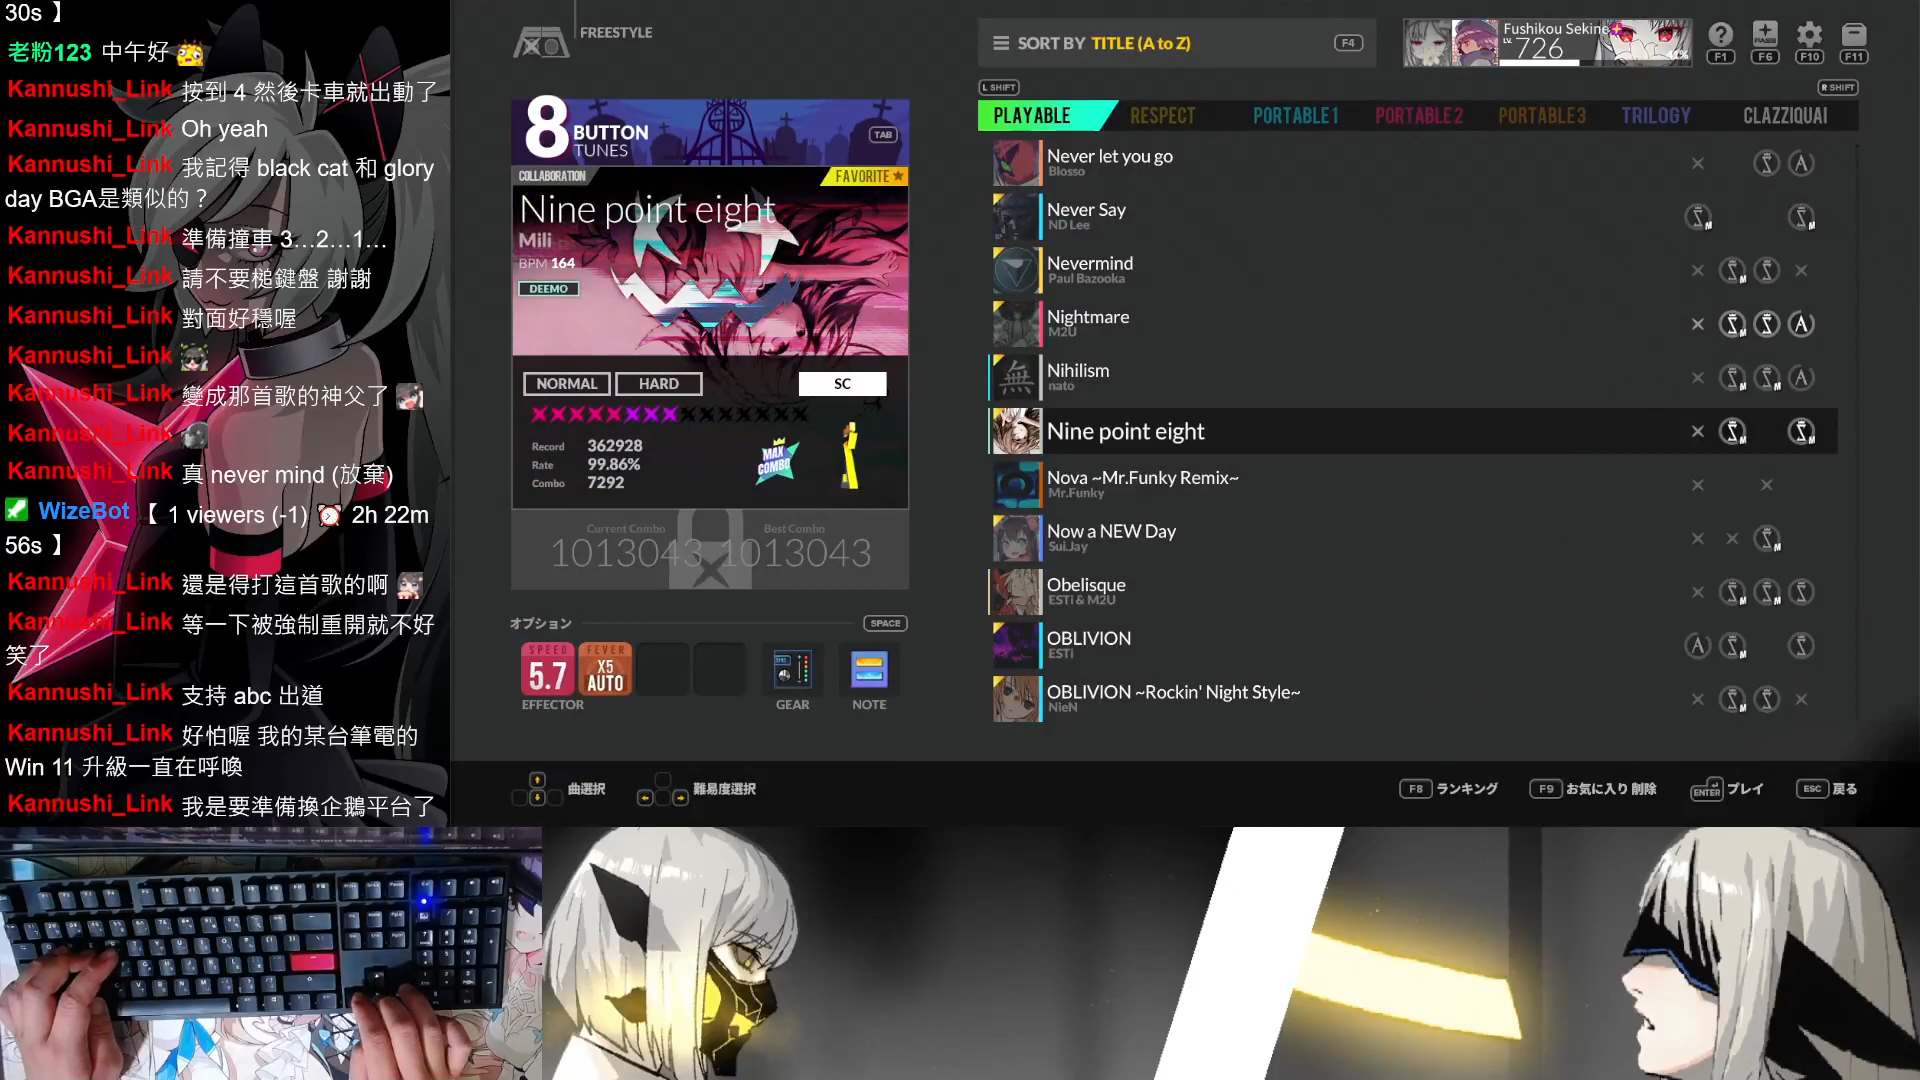 30s 】
老粉123 中午好
Kannushi_Link 按到 4 然後卡車就出動了
Kannushi_Link Oh yeah
Kannushi_Link 我記得 black cat 和 glory
day BGA是類似的？
Kannushi_Link 準備撞車 3…2…1…
Kannushi_Link 請不要槌鍵盤 謝謝
Kannushi_Link 對面好穩喔
Kannushi_Link
Kannushi_Link 變成那首歌的神父了
Kannushi_Link
Kannushi_Link 真 never mind (放棄)
WizeBot 【 1 viewers (-1) 2h 22m
56s 】
Kannushi_Link 還是得打這首歌的啊
Kannushi_Link 等一下被強制重開就不好
笑了
Kannushi_Link 支持 abc 出道
Kannushi_Link 好怕喔 我的某台筆電的
Win 11 升級一直在呼喚
Kannushi_Link 我是要準備換企鵝平台了
FREESTYLE
8 BUTTON
TUNES
TAB
COLLABORATION
FAVORITE
Nine point eight
Mili
BPM 164
DEEMO
NORMAL HARD SC
Record 362928
Rate 99.86%
Combo 7292
MAX COMBO
Current Combo Best Combo
1013043 1013043
オプション SPACE
SPEED 5.7
FEVER X5 AUTO
EFFECTOR GEAR NOTE
SORT BY TITLE (A to Z) F4
Fushikou Sekine
LV. 726
41%
F1 F6 F10 F11
PASS
L SHIFT R SHIFT
PLAYABLE RESPECT PORTABLE1 PORTABLE2 PORTABLE3 TRILOGY CLAZZIQUAI
Never let you go
Blosso
Never Say
ND Lee
Nevermind
Paul Bazooka
Nightmare
M2U
無
Nihilism
nato
Nine point eight
Nova ~Mr.Funky Remix~
Mr.Funky
Now a NEW Day
SuiJay
Obelisque
ESTi & M2U
OBLIVION
ESTi
OBLIVION ~Rockin' Night Style~
NieN
曲選択 難易度選択
F8 ランキング F9 お気に入り削除 ENTER プレイ ESC 戻る